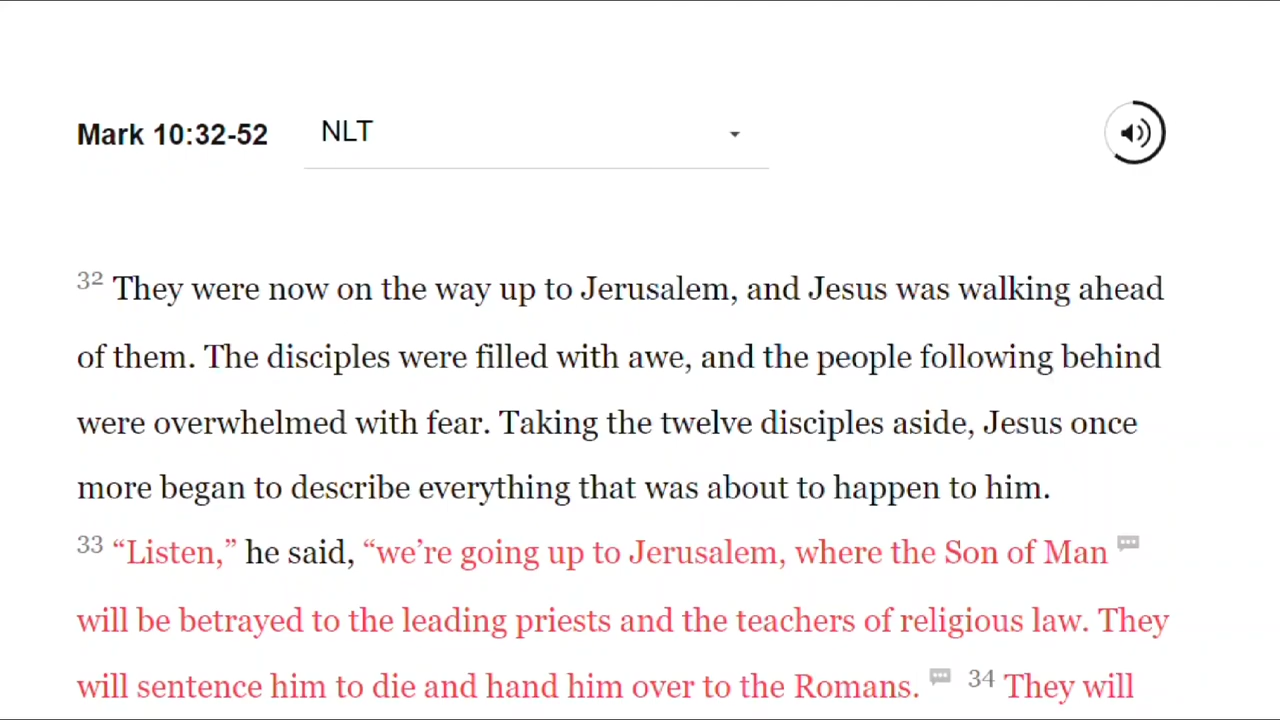 Mark 10:32-52 NLT
32 They were now on the way up to Jerusalem, and Jesus was walking ahead
of them. The disciples were filled with awe, and the people following behind
were overwhelmed with fear. Taking the twelve disciples aside, Jesus once
more began to describe everything that was about to happen to him.
33 “Listen,” he said, “we’re going up to Jerusalem, where the Son of Man
will be betrayed to the leading priests and the teachers of religious law. They
will sentence him to die and hand him over to the Romans. 34 They will